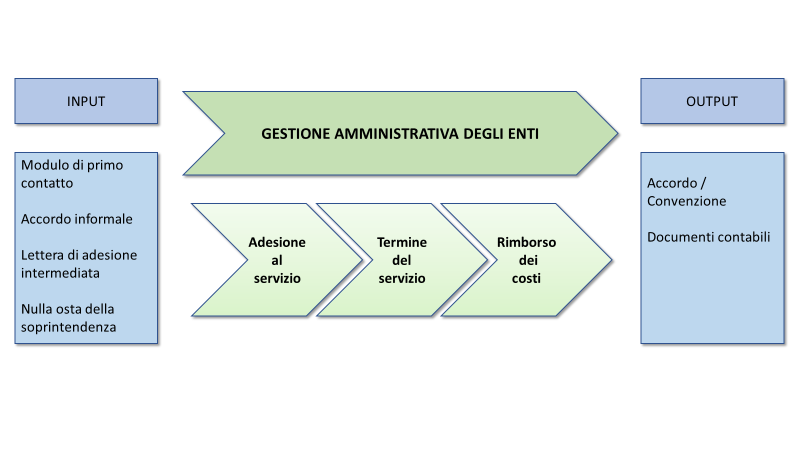 INPUT
Modulo di primo
contatto
Accordo informale
Lettera di adesione
intermediata
Nulla osta della
soprintendenza
GESTIONE AMMINISTRATIVA DEGLI ENTI
Adesione
al
servizio
Termine
del
servizio
Rimborso
dei
costi
OUTPUT
Accordo /
Convenzione
Documenti contabili